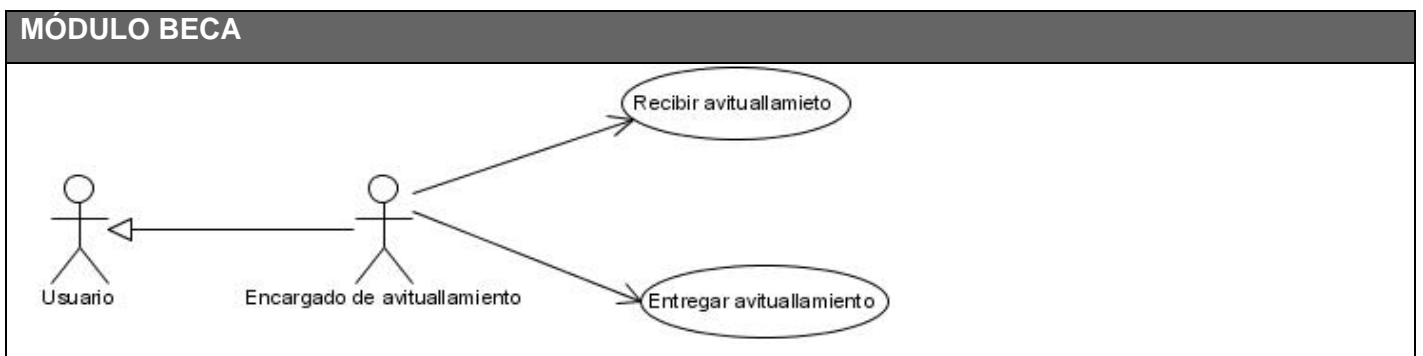 MÓDULO BECA
Recibir avituallamieto
Usuario
Encargado de avituallamiento
Entregar avituallamiento